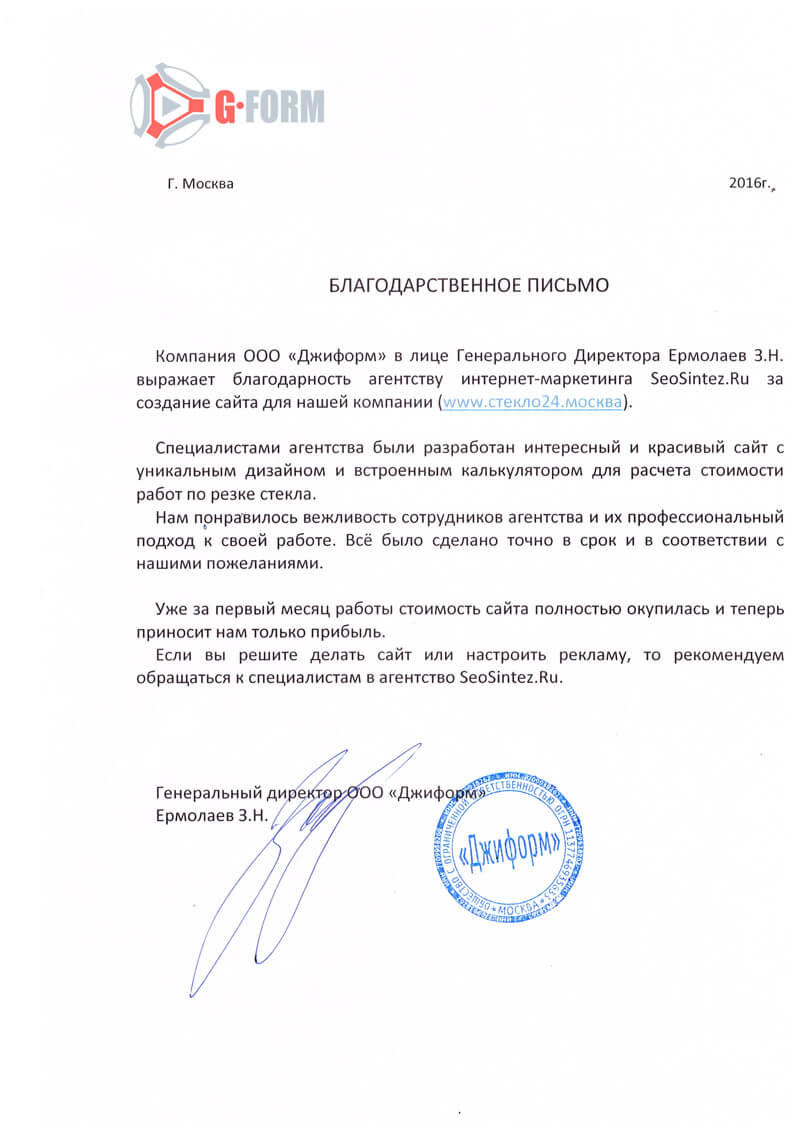 G·FORM
Г. Москва
2016г.
БЛАГОДАРСТВЕННОЕ ПИСЬМО
Компания ООО «Джиформ» в лице Генерального Директора Ермолаев З.Н.
выражает благодарность агентству интернет-маркетинга SeoSintez.Ru за
создание сайта для нашей компании (www.стекло24.москва).
Специалистами агентства были разработан интересный и красивый сайт с
уникальным дизайном и встроенным калькулятором для расчета стоимости
работ по резке стекла.
Нам понравилось вежливость сотрудников агентства и их профессиональный
подход к своей работе. Всё было сделано точно в срок и в соответствии с
нашими пожеланиями.
Уже за первый месяц работы стоимость сайта полностью окупилась и теперь
приносит нам только прибыль.
Если вы решите делать сайт или настроить рекламу, то рекомендуем
обращаться к специалистам в агентство SeoSintez.Ru.
Генеральный директор ООО «Джиформ»
Ермолаев З.Н.
ОБЩЕСТВО С ОГРАНИЧЕННОЙ ОТВЕТСТВЕННОСТЬЮ ОГРН
«Джиформ»
МОСКВА